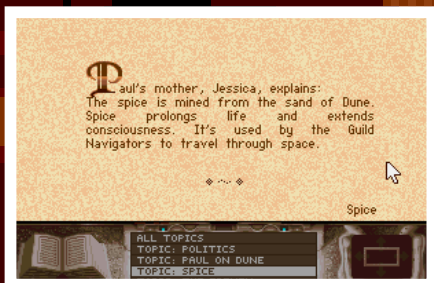 Paul's mother, Jessica, explains:
The spice is mined from the sand of Dune.
Spice prolongs life and extends
consciousness. It's used by the Guild
Navigators to travel through space.
Spice
ALL TOPICS
TOPIC: POLITICS
TOPIC: PAUL ON DUNE
TOPIC: SPICE